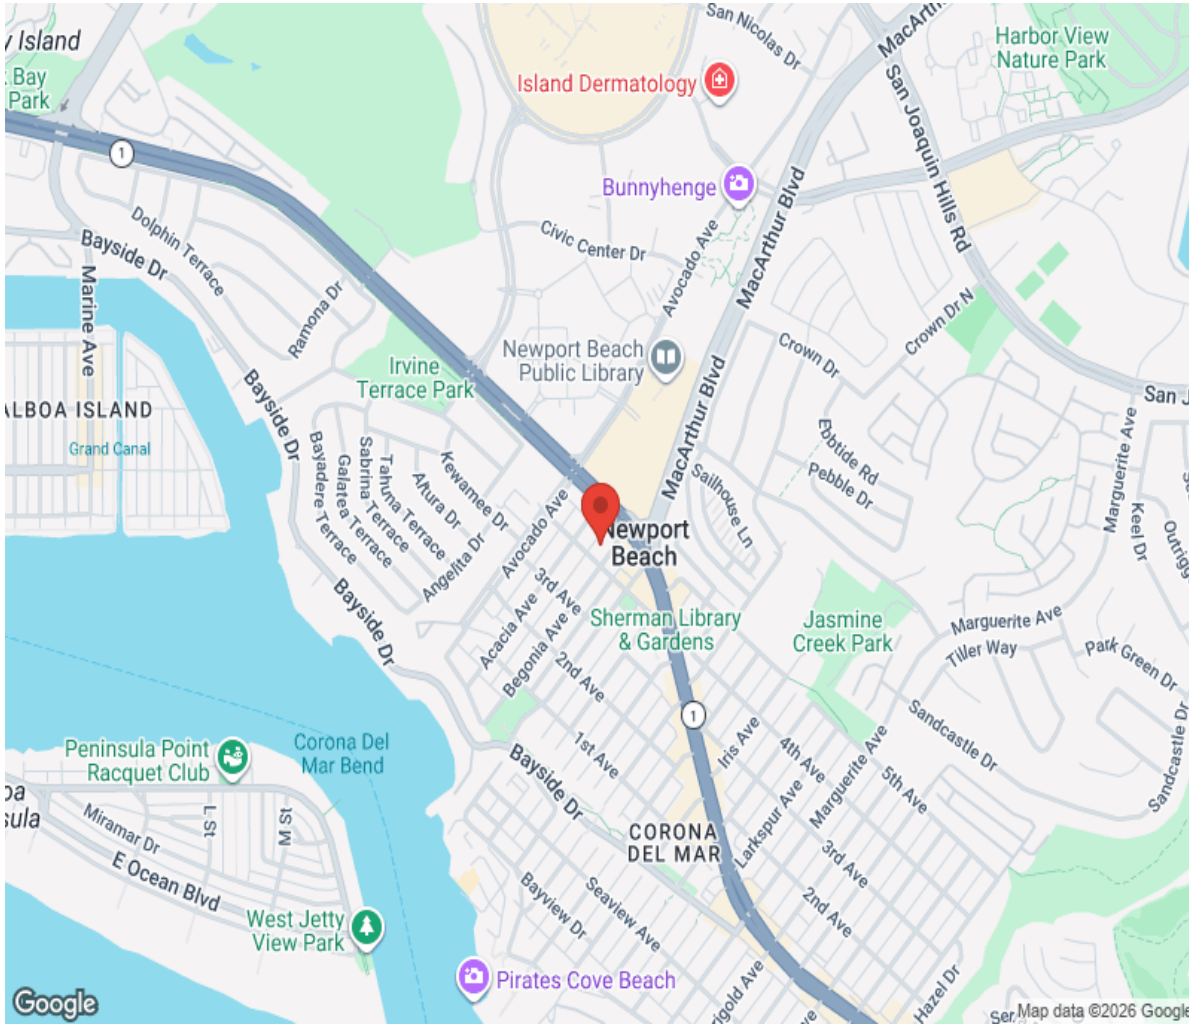 San Nicolas Dr
MacArthur
y Island
Harbor View
Nature Park
Bay
Park
Island Dermatology
San Joaquin Hills Rd
1
Bunnyhenge
MacArthur Blvd
Dolphin Terrace
Bayside Dr
Civic Center Dr
Avocado Ave
Marine Ave
Ramona Dr
Crown Dr N
Newport Beach
Public Library
Crown Dr
Irvine
Terrace Park
MacArthur Blvd
San J
Bayside Dr
ALBOA ISLAND
Grand Canal
Bayadere Terrace
Galatea Terrace
Sabrina Terrace
Tahuna Terrace
Altura Dr
Kewamee Dr
Ebbtide Rd
Pebble Dr
Sailhouse Ln
Marguerite Ave
Keel Dr
Outrigg
Avocado Ave
Newport
Beach
Angelita Dr
Bayside Dr
3rd Ave
Acacia Ave
Begonia Ave
2nd Ave
Sherman Library
& Gardens
Jasmine
Creek Park
Marguerite Ave
Tiller Way
Park Green Dr
1
Sandcastle Dr
Sandcastle Dr
Peninsula Point
Racquet Club
Corona Del
Mar Bend
Bayside Dr
1st Ave
Iris Ave
4th Ave
Marguerite Ave
5th Ave
oa
sula
L St
M St
Miramar Dr
E Ocean Blvd
CORONA
DEL MAR
Larkspur Ave
3rd Ave
2nd Ave
Bayview Dr
Seaview Ave
West Jetty
View Park
Pirates Cove Beach
rigold Ave
Hazel Dr
Ser
Google
Map data ©2026 Google